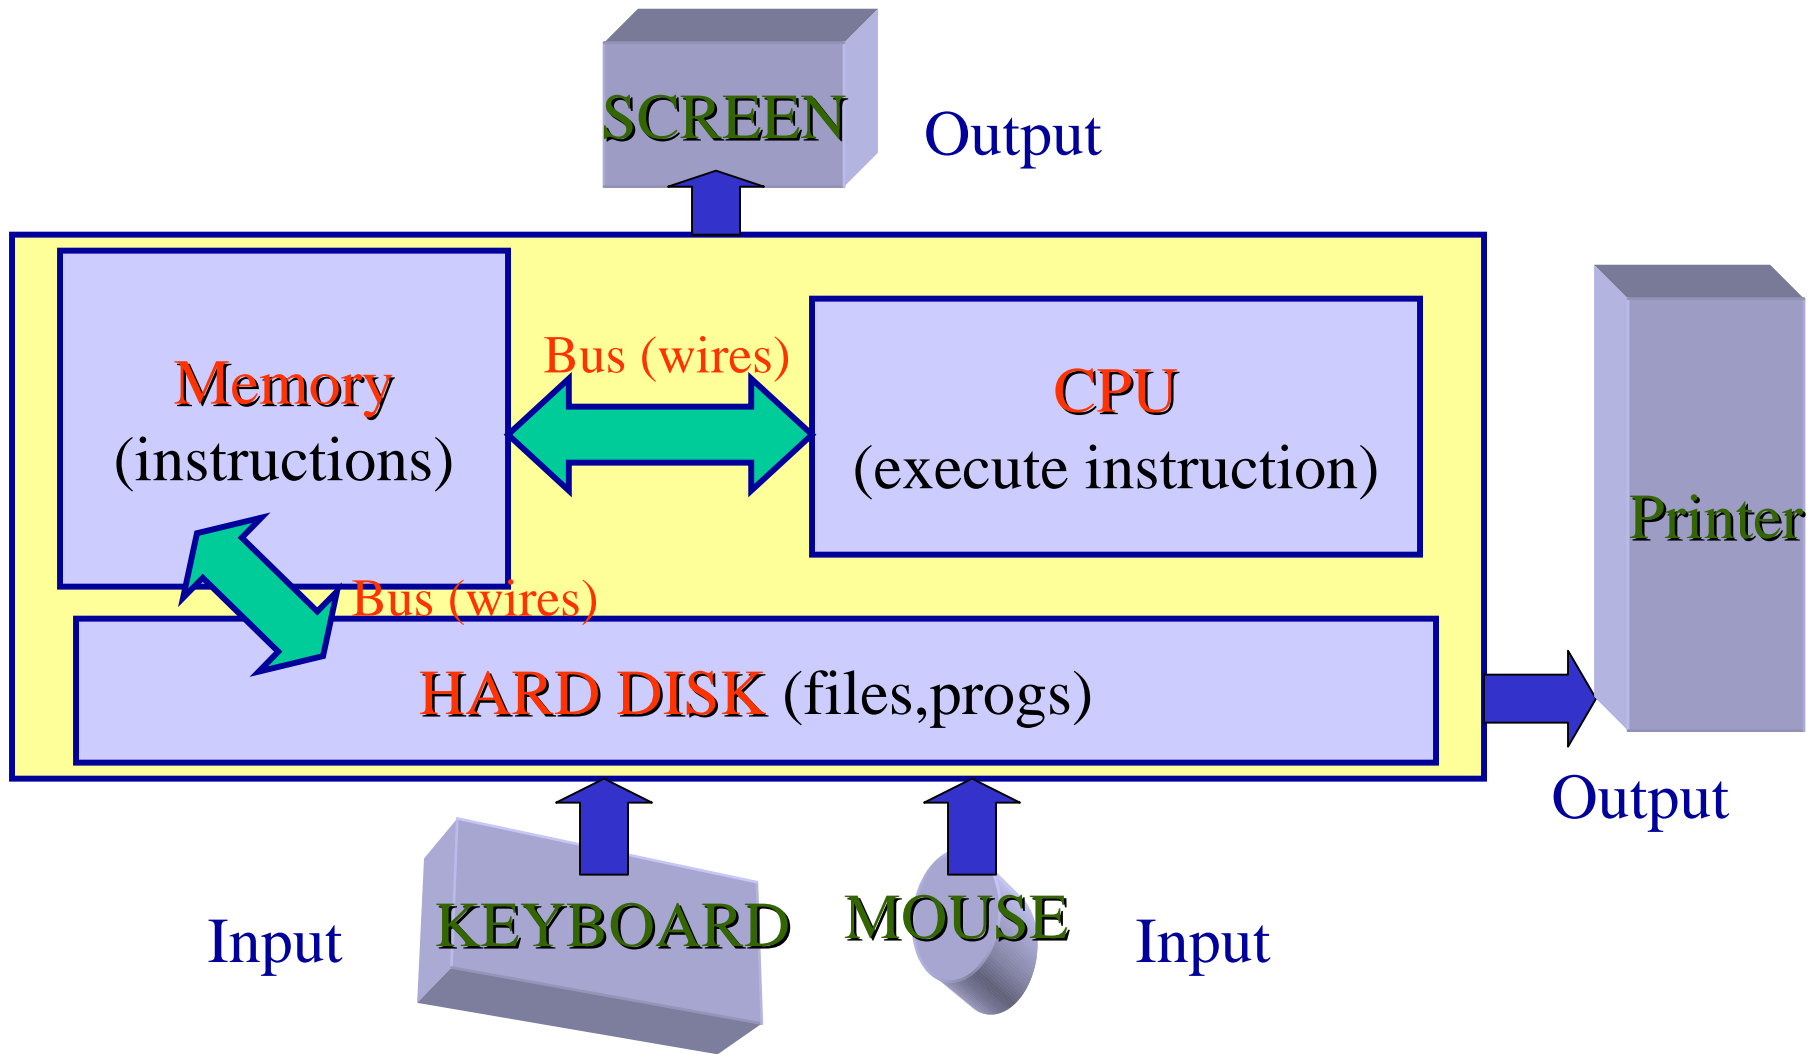 SCREEN
Output
Memory
(instructions)
Bus (wires)
CPU
(execute instruction)
Printer
Bus (wires)
HARD DISK (files,progs)
Output
KEYBOARD
MOUSE
Input
Input